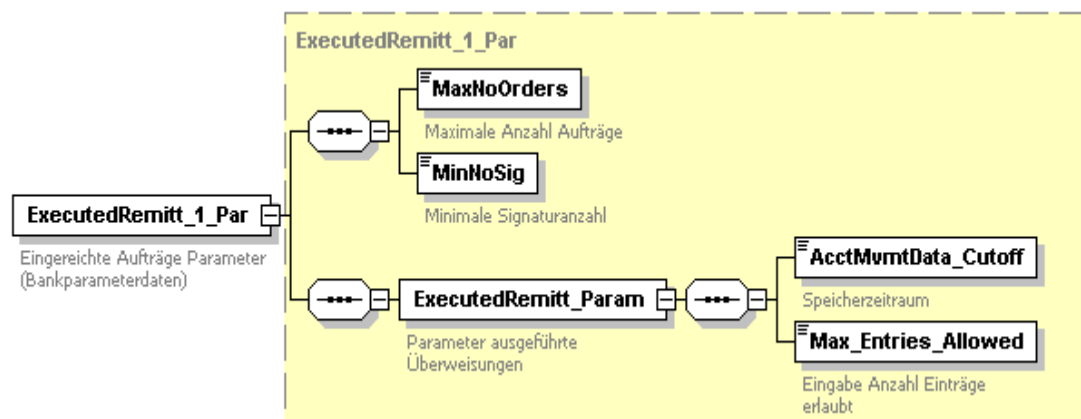 ExecutedRemitt_1_Par
MaxNoOrders
Maximale Anzahl Aufträge
MinNoSig
Minimale Signaturanzahl
ExecutedRemitt_1_Par
Eingereichte Aufträge Parameter
(Bankparameterdaten)
AcctMvmtData_Cutoff
Speicherzeitraum
ExecutedRemitt_Param
Parameter ausgeführte
Überweisungen
Max_Entries_Allowed
Eingabe Anzahl Einträge
erlaubt